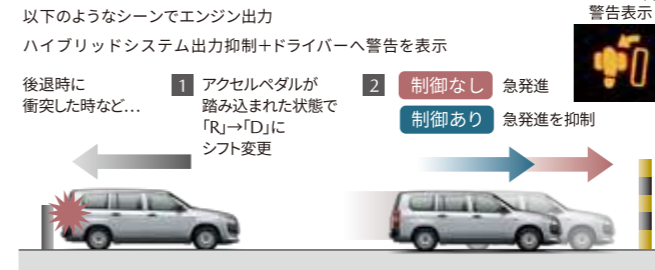 以下のようなシーンでエンジン出力
ハイブリッドシステム出力抑制＋ドライバーへ警告を表示
警告表示
後退時に
衝突した時など…
1 アクセルペダルが
踏み込まれた状態で
「R」→「D」に
シフト変更
2 制御なし 急発進
制御あり 急発進を抑制